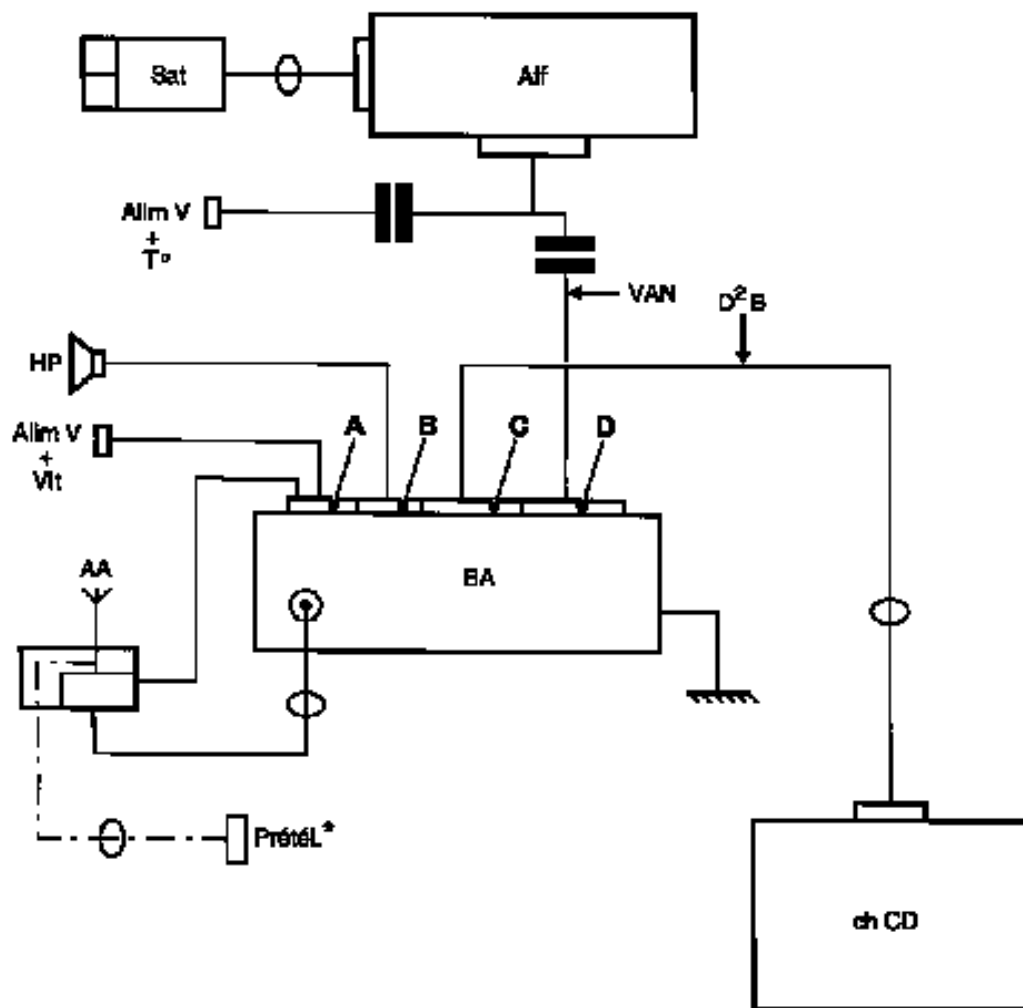 Sat
Aff
Alim V
+
T°
VAN
D²B
HP
Alim V
+
Vit
A
B
C
D
AA
BA
PrétéL*
ch CD